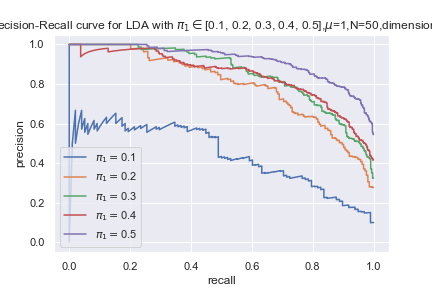 ecision-Recall curve for LDA with π₁ ∈ [0.1, 0.2, 0.3, 0.4, 0.5],μ=1,N=50,dimension
1.0
0.8
0.6
0.4
0.2
0.0
precision
π₁ = 0.1
π₁ = 0.2
π₁ = 0.3
π₁ = 0.4
π₁ = 0.5
0.0 0.2 0.4 0.6 0.8 1.0
recall